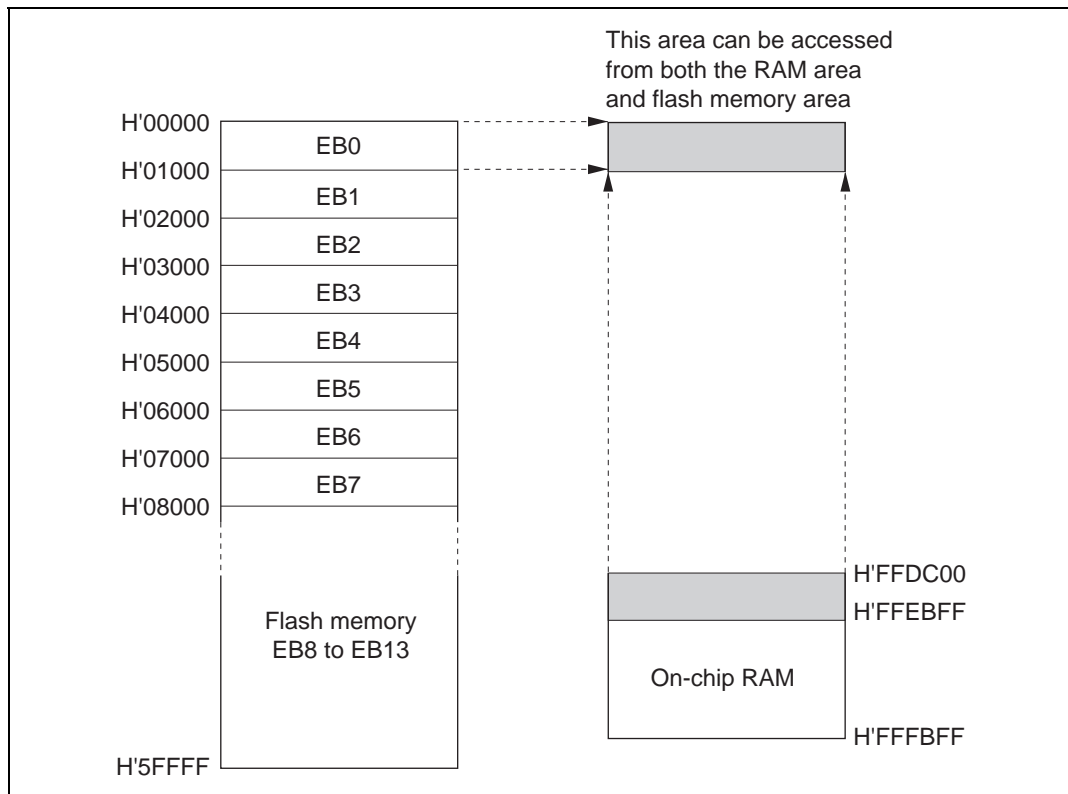 This area can be accessed
from both the RAM area
and flash memory area
H'00000
EB0
H'01000
EB1
H'02000
EB2
H'03000
EB3
H'04000
EB4
H'05000
EB5
H'06000
EB6
H'07000
EB7
H'08000
Flash memory
EB8 to EB13
H'5FFFF
H'FFDC00
H'FFEBFF
On-chip RAM
H'FFFBFF